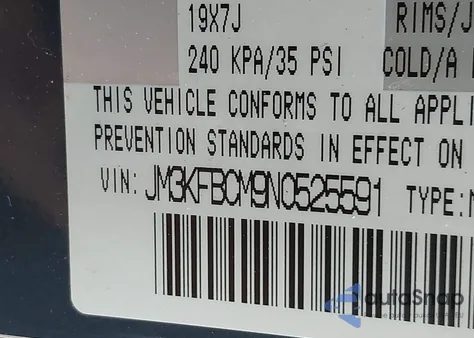 19X7J RIMS/J
240 KPA/35 PSI COLD/A
THIS VEHICLE CONFORMS TO ALL APPLI
PREVENTION STANDARDS IN EFFECT ON
VIN: JM3KFBCM9N0525591 TYPE:
autoSnap